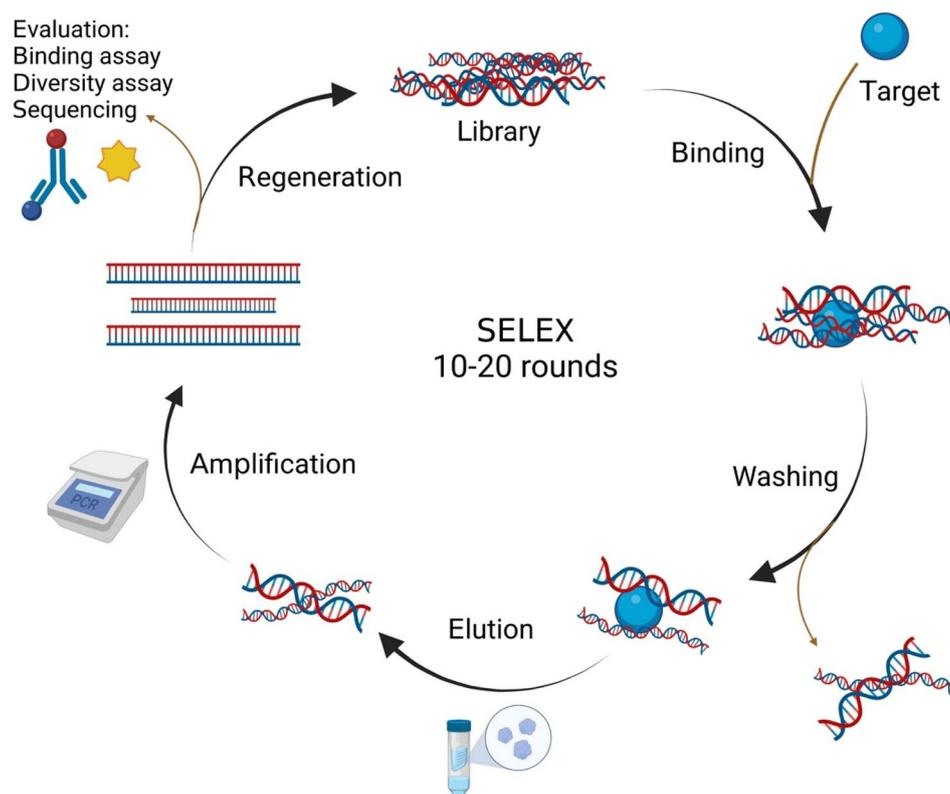 Evaluation:
Binding assay
Diversity assay
Sequencing
Library
Target
Binding
Regeneration
SELEX
10-20 rounds
Amplification
Washing
PCR
Elution